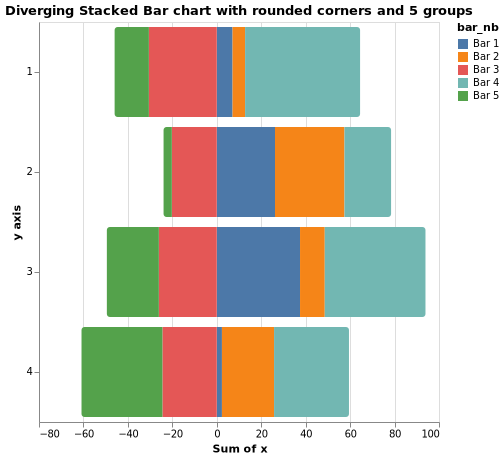 Diverging Stacked Bar chart with rounded corners and 5 groups
bar_nb
Bar 1
Bar 2
Bar 3
Bar 4
Bar 5
y axis
1
2
3
4
−80 −60 −40 −20 0 20 40 60 80 100
Sum of x